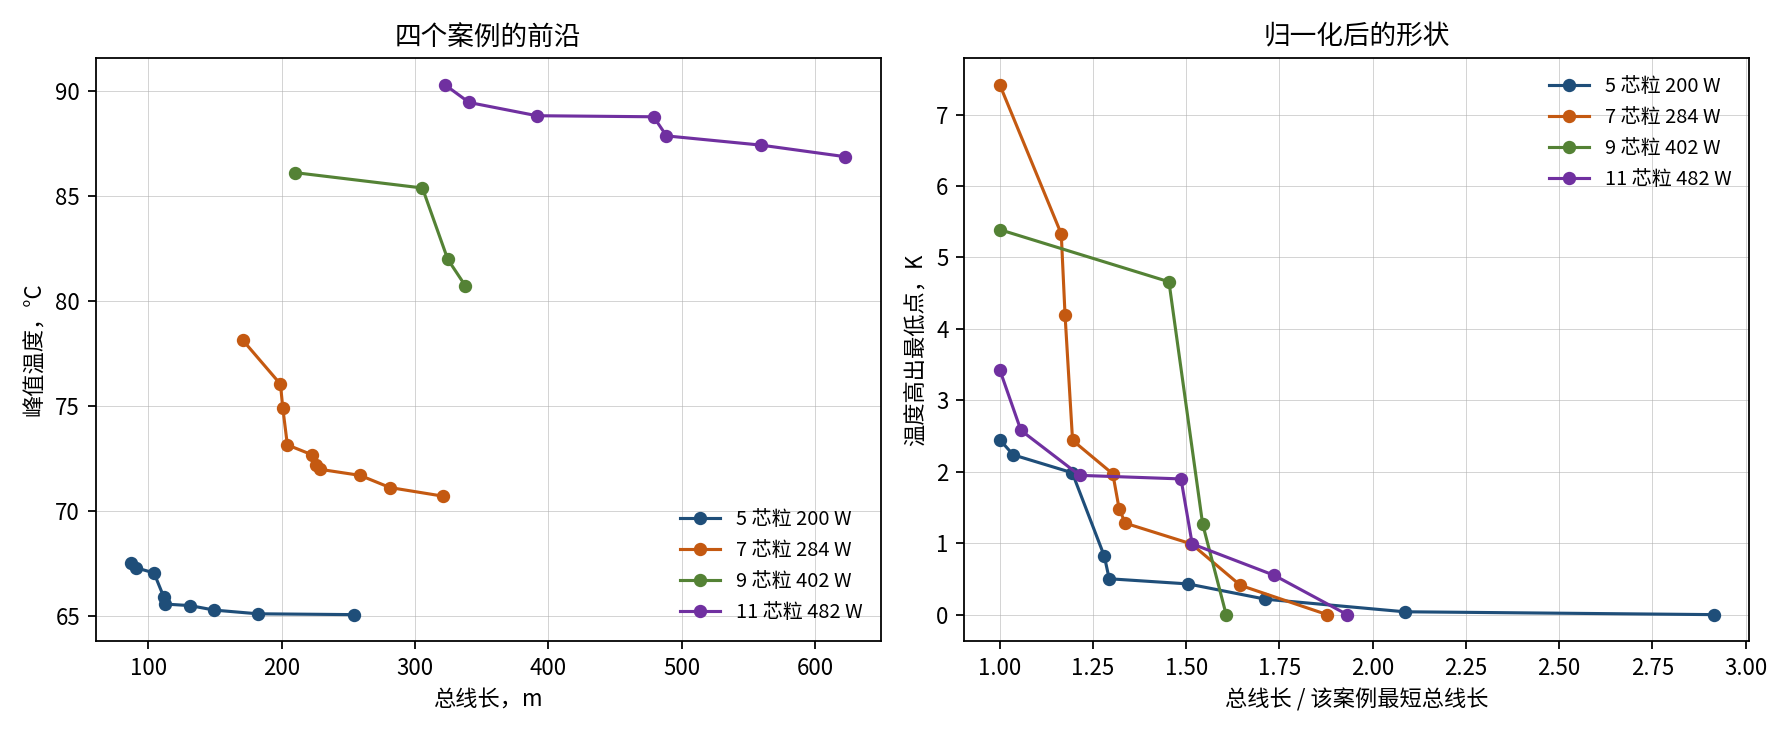 四个案例的前沿
峰值温度，°C
90
85
80
75
70
65
5 芯粒 200 W
7 芯粒 284 W
9 芯粒 402 W
11 芯粒 482 W
100 200 300 400 500 600
总线长，m
归一化后的形状
温度高出最低点，K
7
6
5
4
3
2
1
0
5 芯粒 200 W
7 芯粒 284 W
9 芯粒 402 W
11 芯粒 482 W
1.00 1.25 1.50 1.75 2.00 2.25 2.50 2.75 3.00
总线长 / 该案例最短总线长